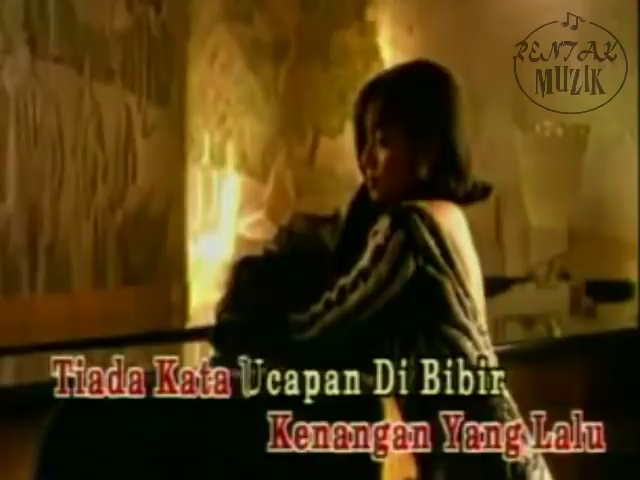 RENTAK
MUZIK
Tiada Kata Ucapan Di Bibir
Kenangan Yang Lalu